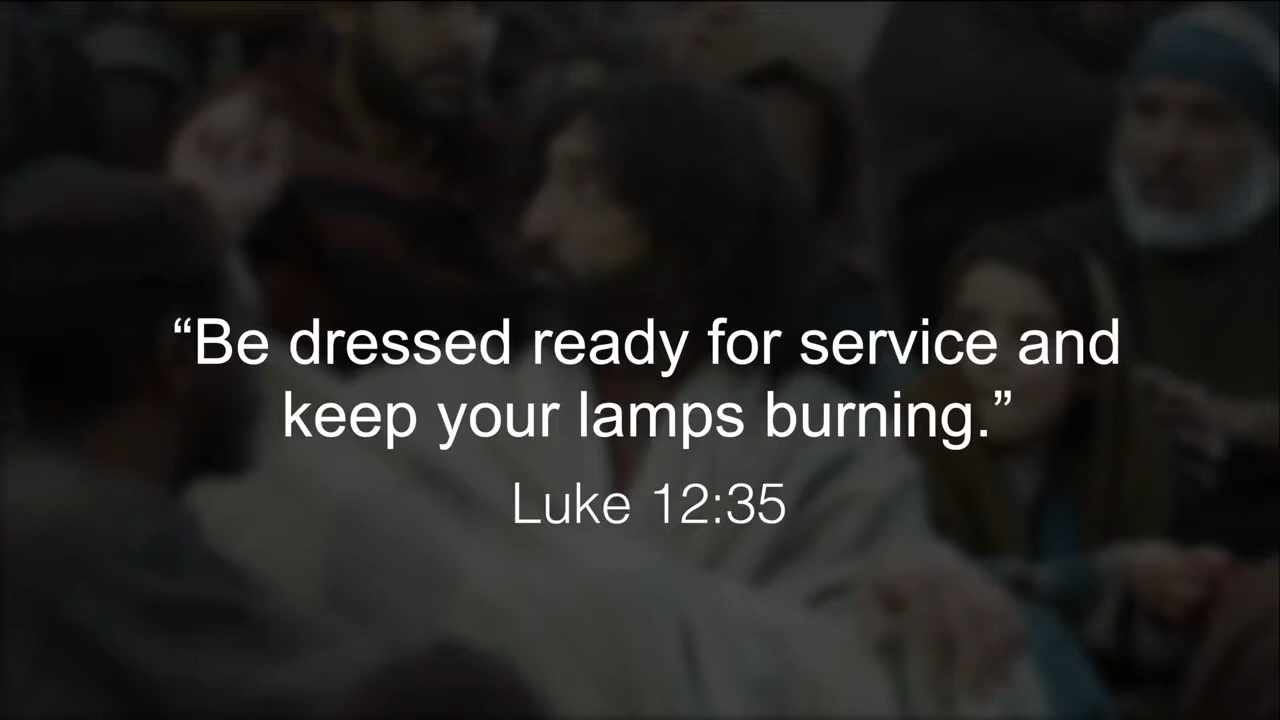 “Be dressed ready for service and
keep your lamps burning.”
Luke 12:35